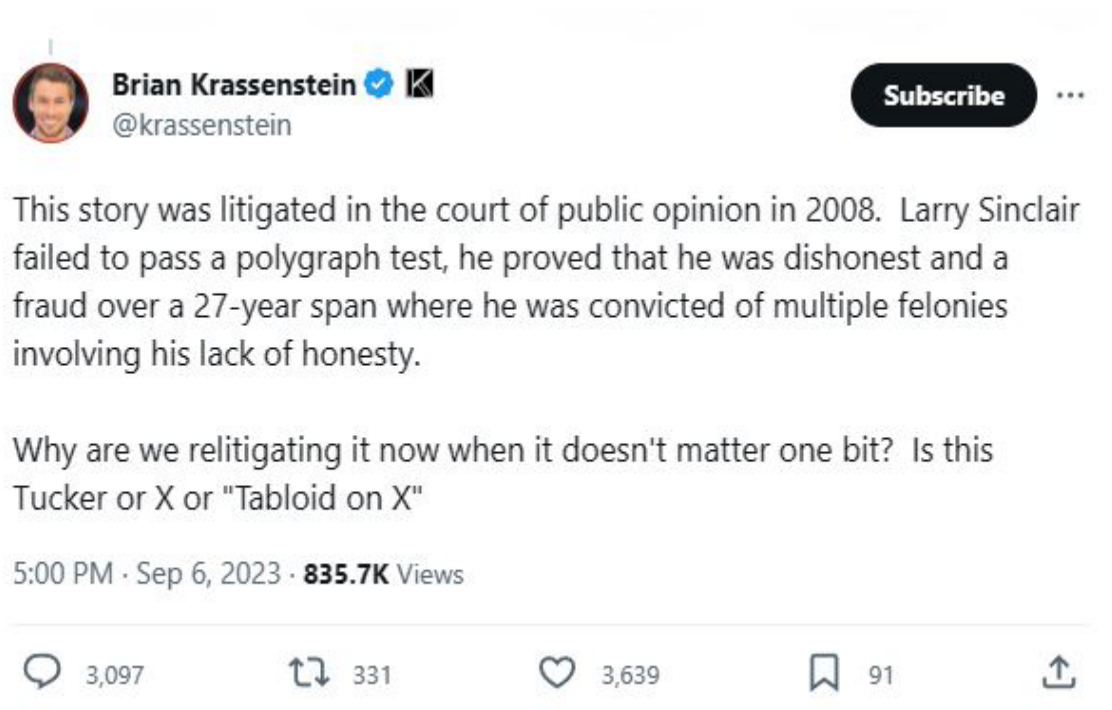 Brian Krassenstein
Subscribe
@krassenstein
This story was litigated in the court of public opinion in 2008.  Larry Sinclair
failed to pass a polygraph test, he proved that he was dishonest and a
fraud over a 27-year span where he was convicted of multiple felonies
involving his lack of honesty.
Why are we relitigating it now when it doesn't matter one bit?  Is this
Tucker or X or "Tabloid on X"
5:00 PM · Sep 6, 2023 · 835.7K Views
3,097 331 3,639 91